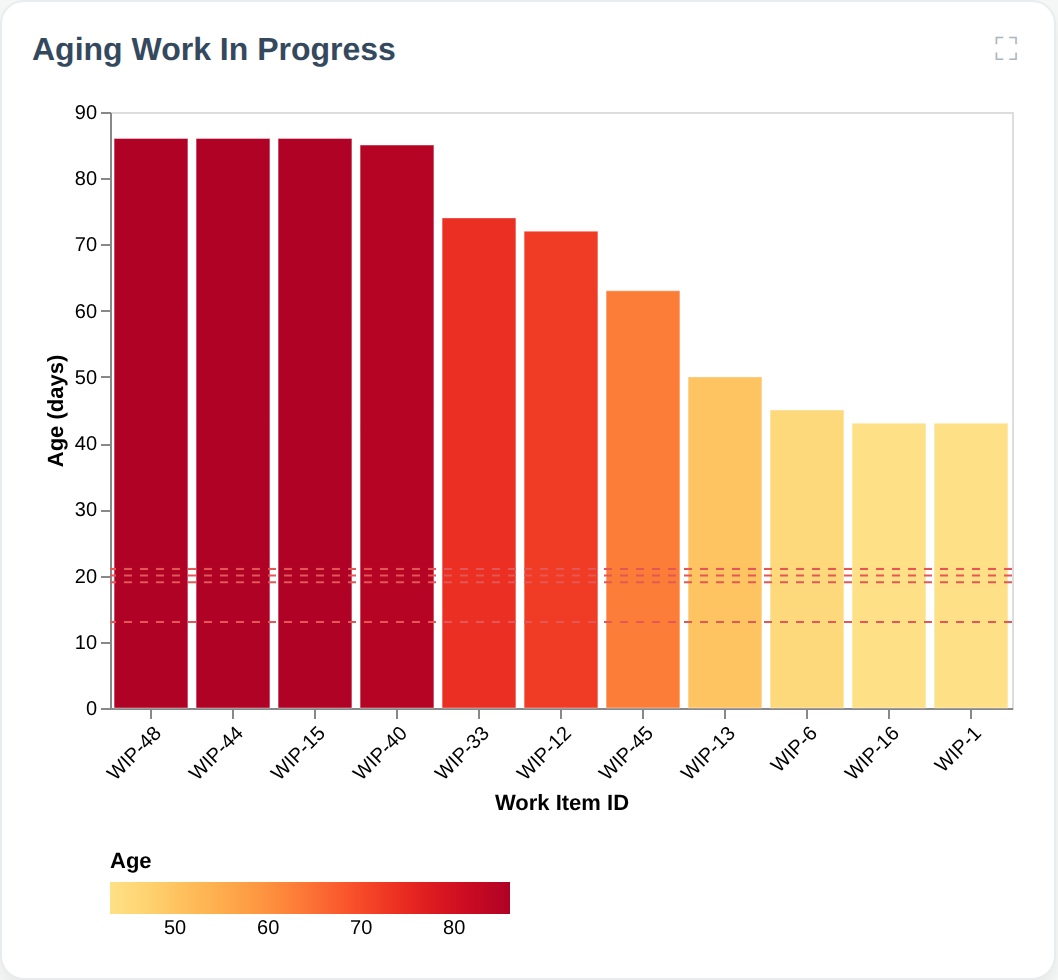 Aging Work In Progress
90
80
70
60
50
40
30
20
10
0
Age (days)
WIP-48
WIP-44
WIP-15
WIP-40
WIP-33
WIP-12
WIP-45
WIP-13
WIP-6
WIP-16
WIP-1
Work Item ID
Age
50 60 70 80